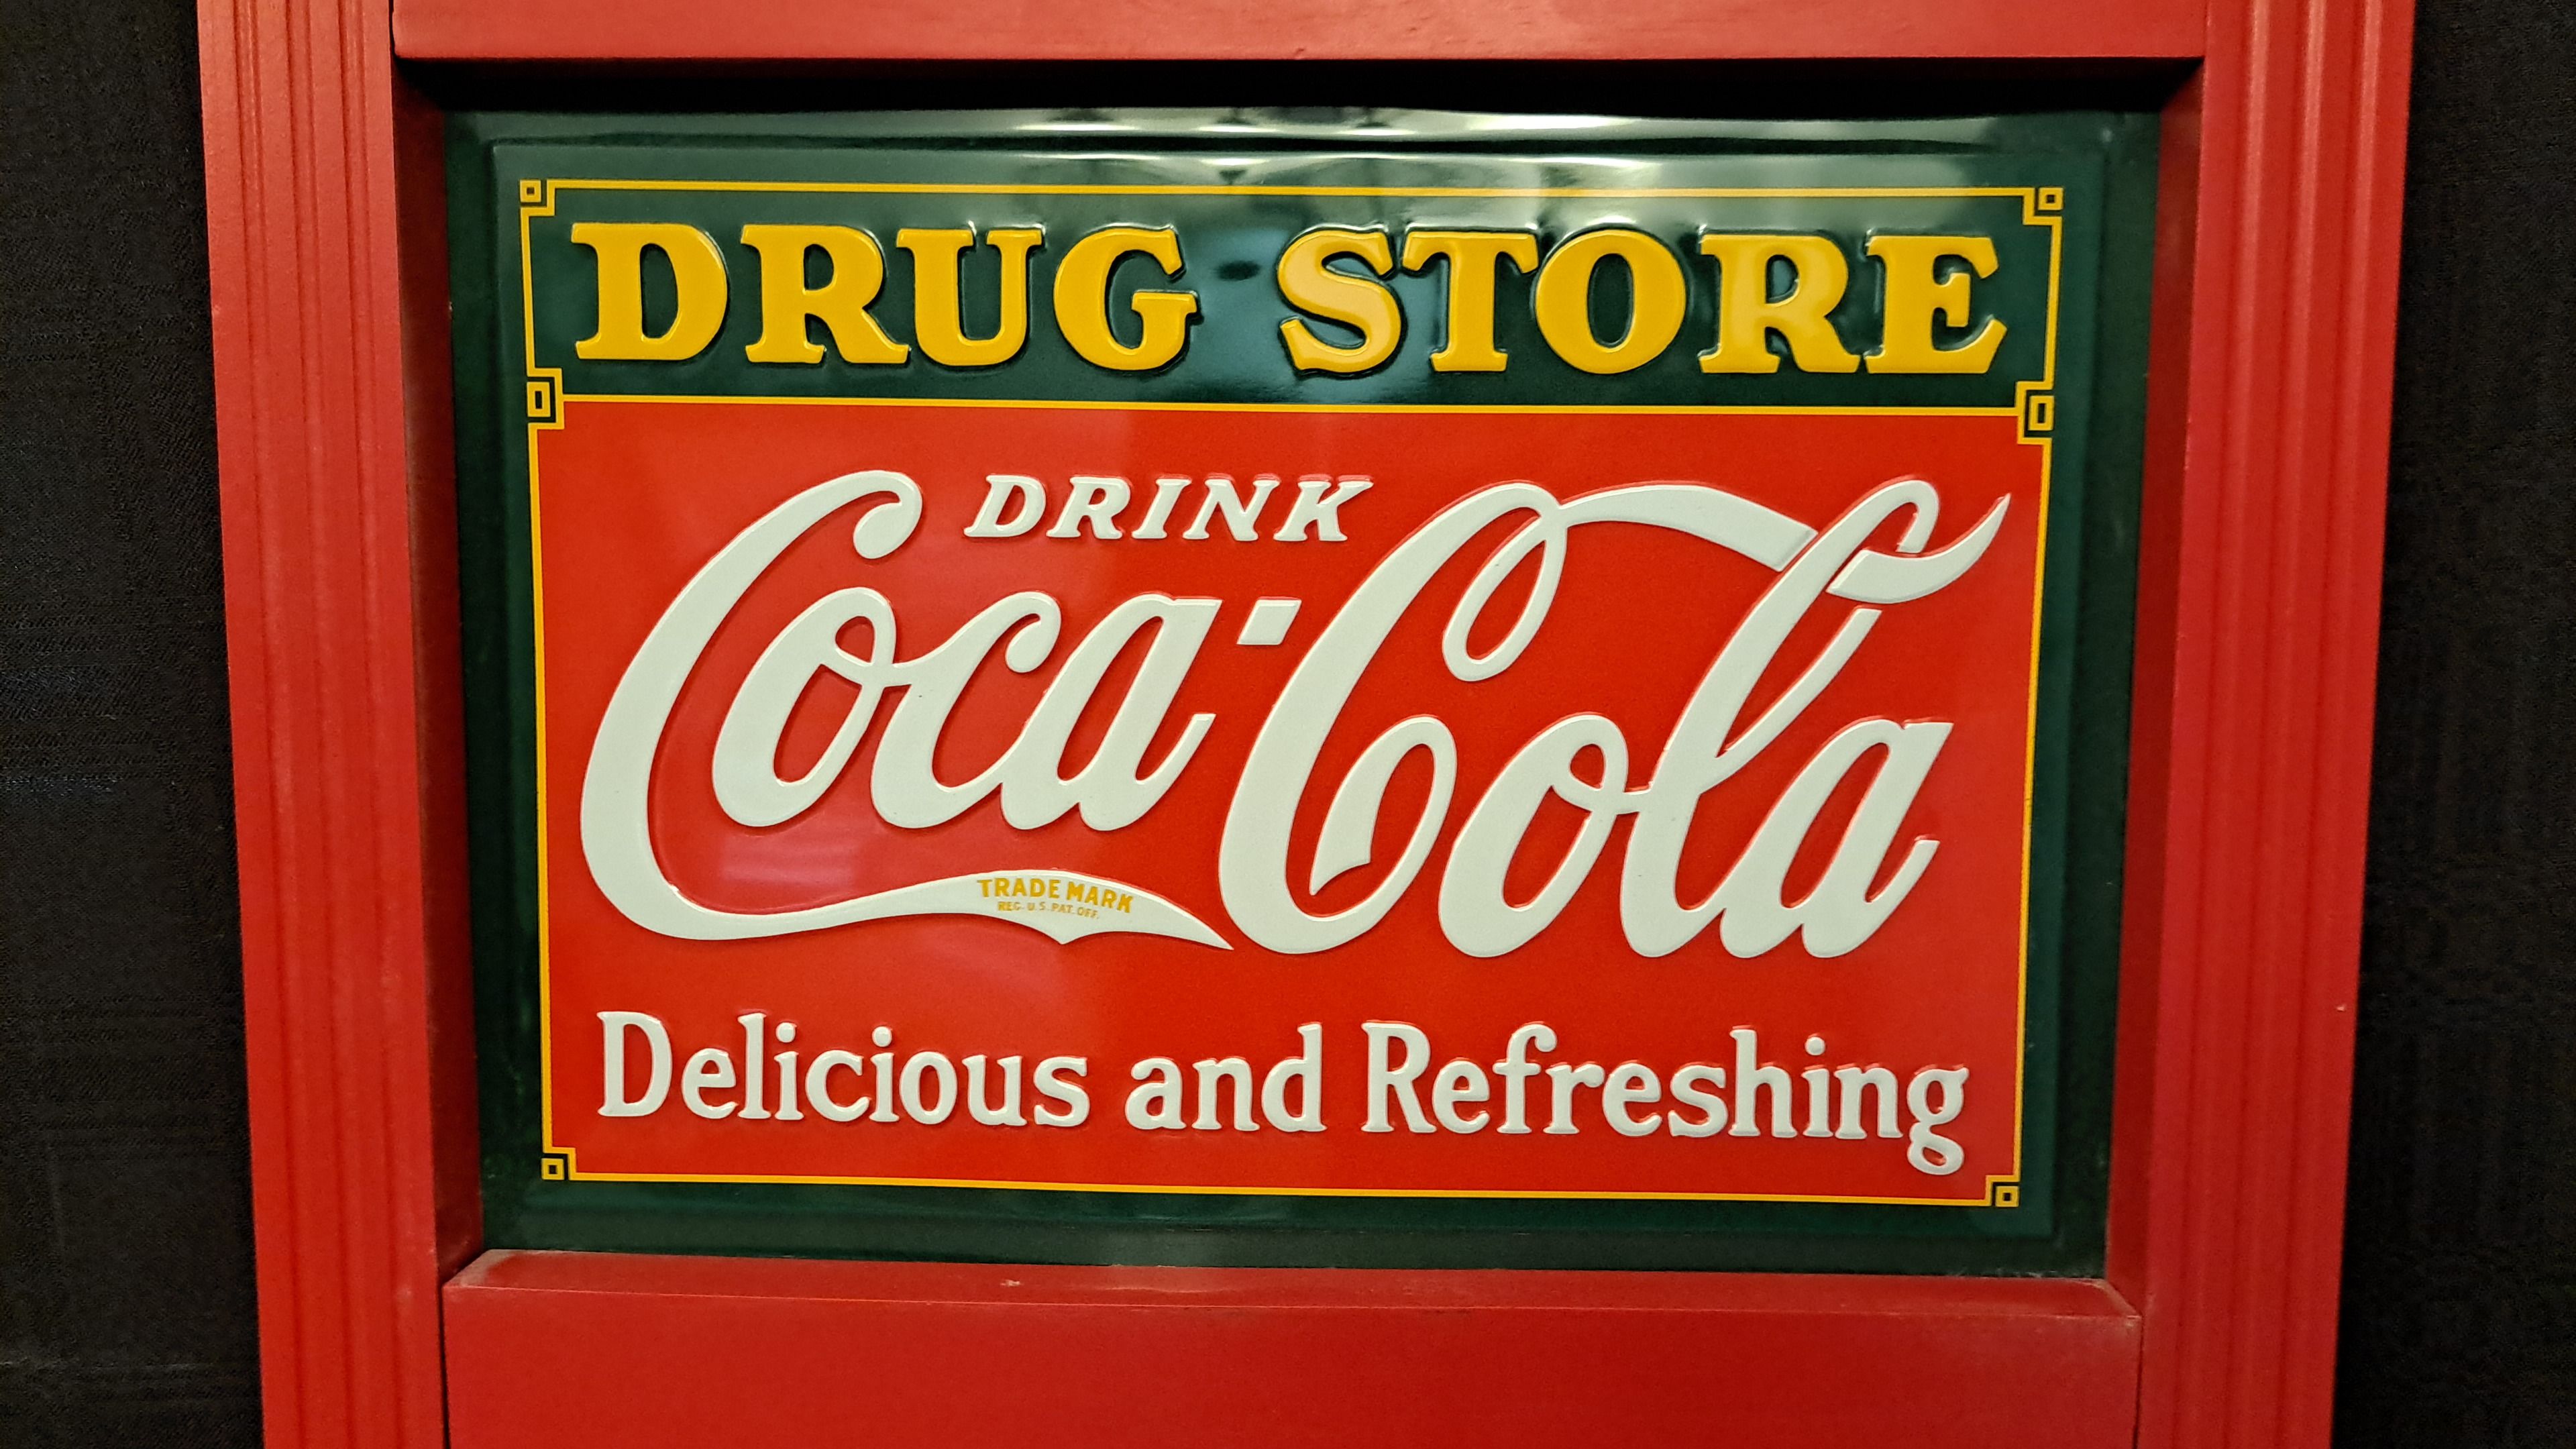 DRUG STORE
DRINK
Coca-Cola
TRADE MARK
REG. U.S. PAT. OFF.
Delicious and Refreshing